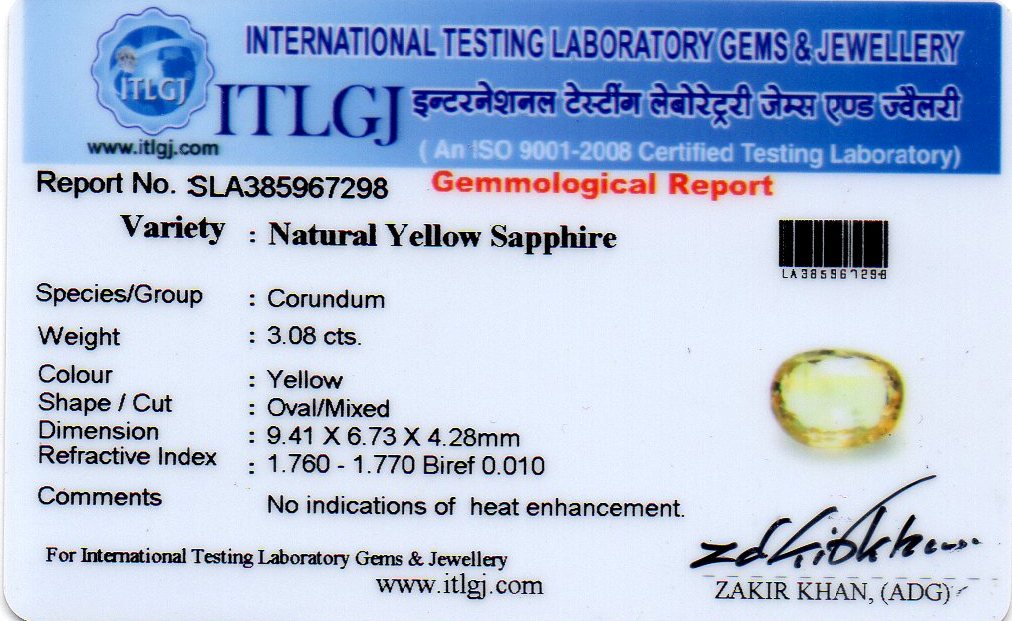 INTERNATIONAL TESTING LABORATORY GEMS & JEWELLERY
ITLGJ
ITLGJ
इन्टरनेशनल टेस्टींग लेबोरेट्ररी जेम्स एण्ड ज्वैलरी
www.itlgj.com
( An ISO 9001-2008 Certified Testing Laboratory)
Report No. :SLA385967298
Gemmological Report
Variety : Natural Yellow Sapphire
LA385967298
Species/Group : Corundum
Weight : 3.08 cts.
Colour : Yellow
Shape / Cut : Oval/Mixed
Dimension : 9.41 X 6.73 X 4.28mm
Refractive Index : 1.760 - 1.770 Biref 0.010
Comments No indications of heat enhancement.
For International Testing Laboratory Gems & Jewellery
www.itlgj.com
ZAKIR KHAN, (ADG)